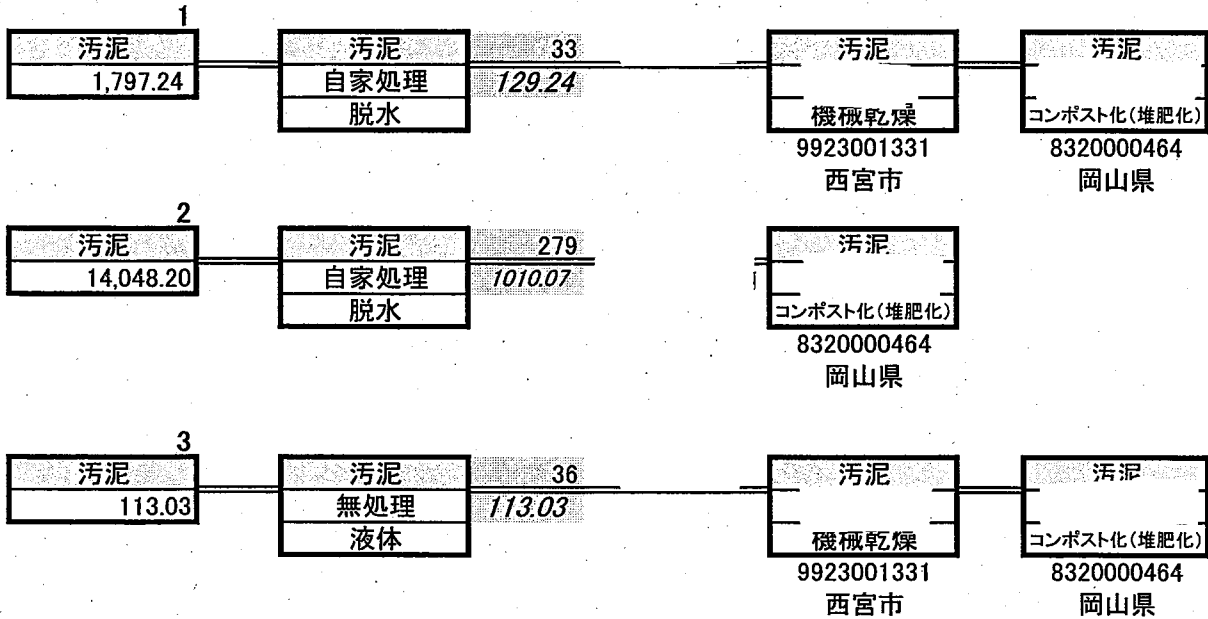 1
汚泥
1,797.24
汚泥
自家処理
脱水
33
129.24
汚泥
機械乾燥
9923001331
西宮市
汚泥
コンポスト化(堆肥化)
8320000464
岡山県
2
汚泥
14,048.20
汚泥
自家処理
脱水
279
1010.07
汚泥
コンポスト化(堆肥化)
8320000464
岡山県
3
汚泥
113.03
汚泥
無処理
液体
36
113.03
汚泥
機械乾燥
9923001331
西宮市
汚泥
コンポスト化(堆肥化)
8320000464
岡山県